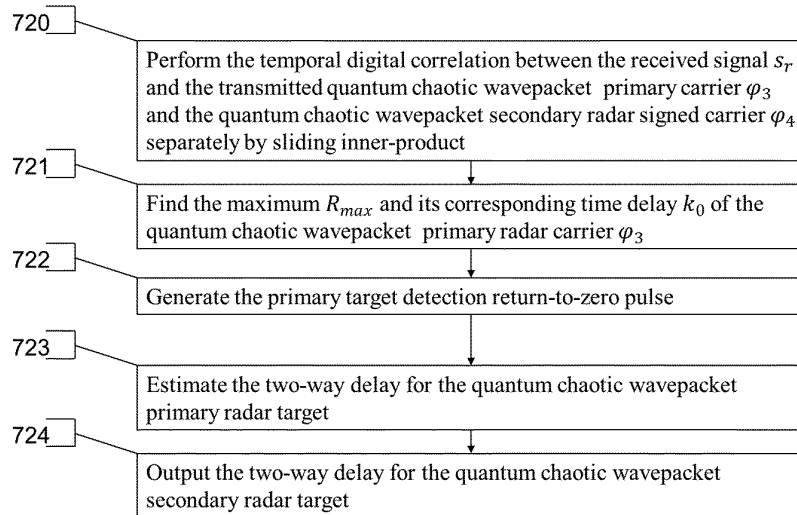 720
Perform the temporal digital correlation between the received signal s_r
and the transmitted quantum chaotic wavepacket primary carrier φ_3
and the quantum chaotic wavepacket secondary radar signed carrier φ_4
separately by sliding inner-product
721
Find the maximum R_max and its corresponding time delay k_0 of the
quantum chaotic wavepacket primary radar carrier φ_3
722
Generate the primary target detection return-to-zero pulse
723
Estimate the two-way delay for the quantum chaotic wavepacket
primary radar target
724
Output the two-way delay for the quantum chaotic wavepacket
secondary radar target